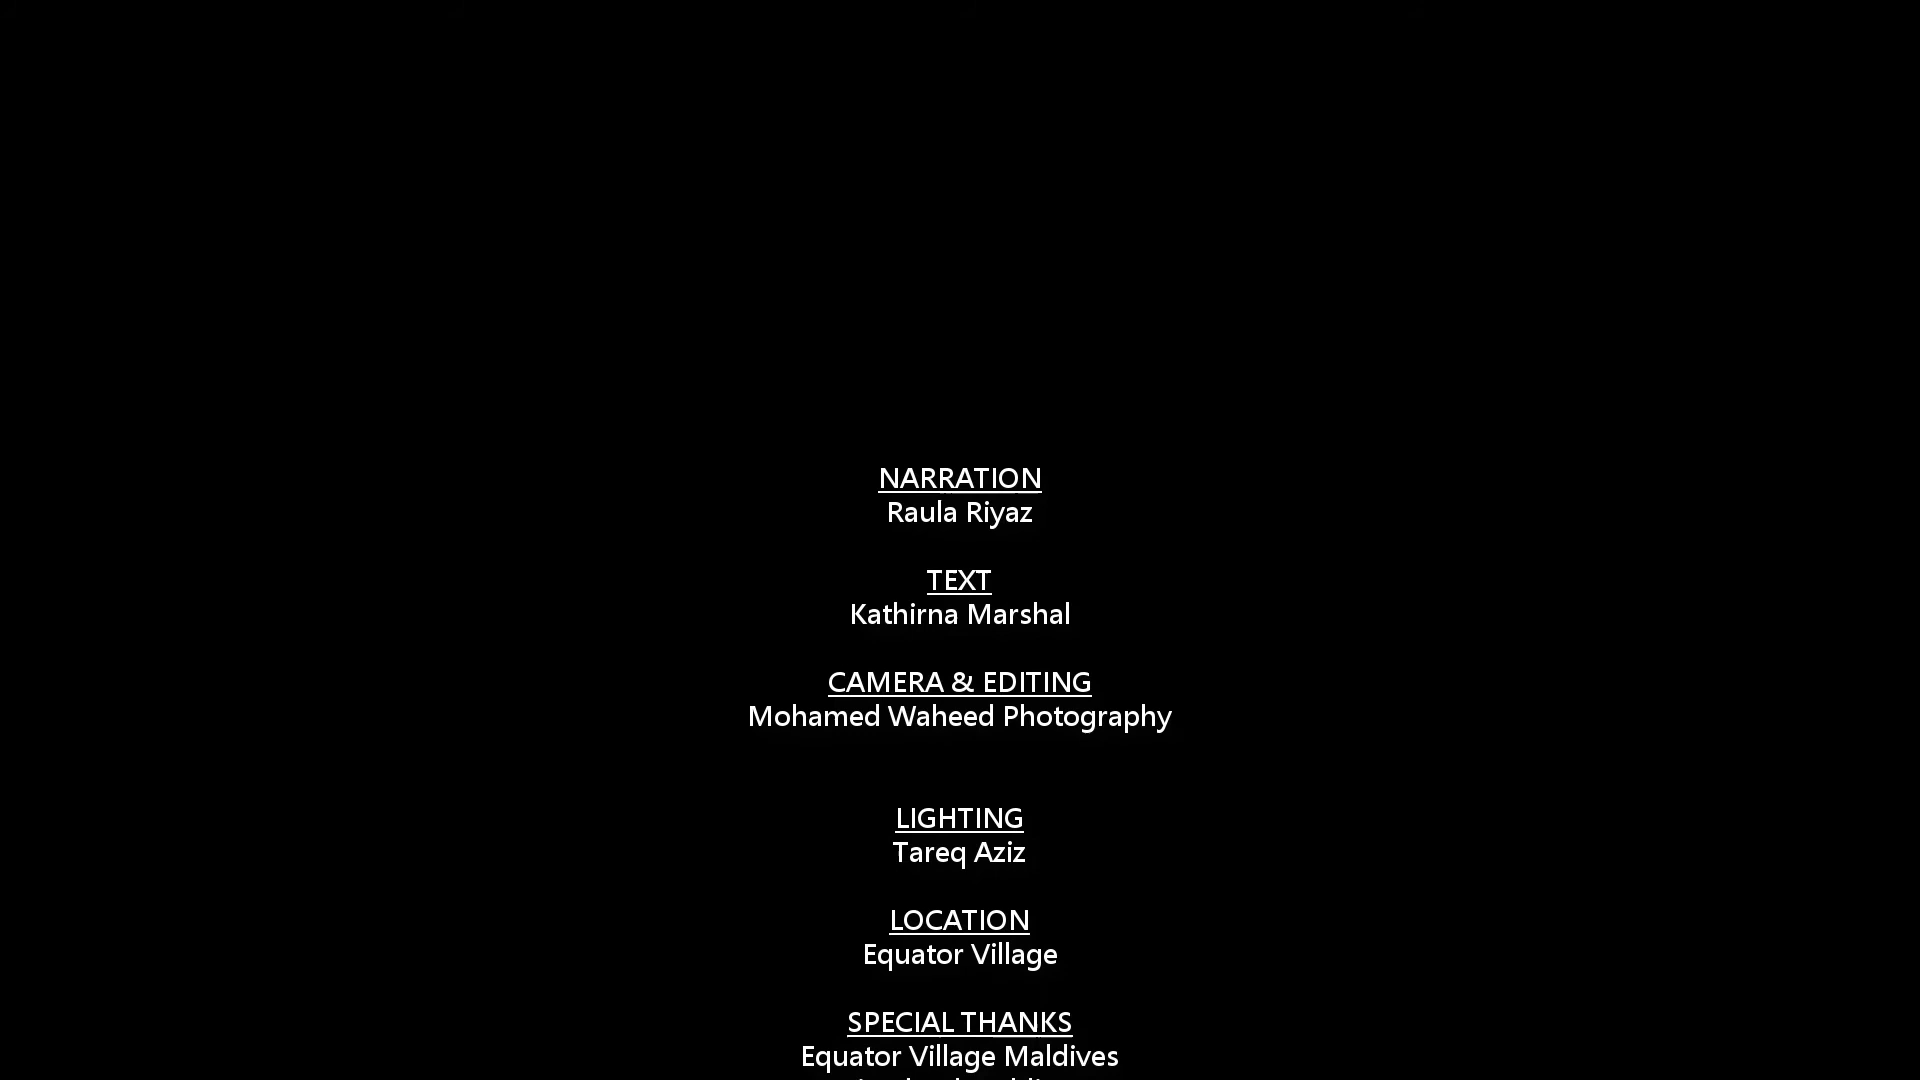 NARRATION
Raula Riyaz
TEXT
Kathirna Marshal
CAMERA & EDITING
Mohamed Waheed Photography
LIGHTING
Tareq Aziz
LOCATION
Equator Village
SPECIAL THANKS
Equator Village Maldives